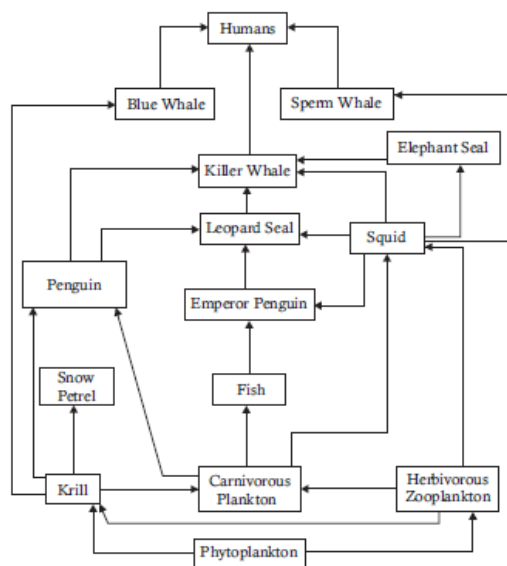 Humans
Blue Whale
Sperm Whale
Elephant Seal
Killer Whale
Leopard Seal
Squid
Penguin
Emperor Penguin
Snow
Petrel
Fish
Krill
Carnivorous
Plankton
Herbivorous
Zooplankton
Phytoplankton